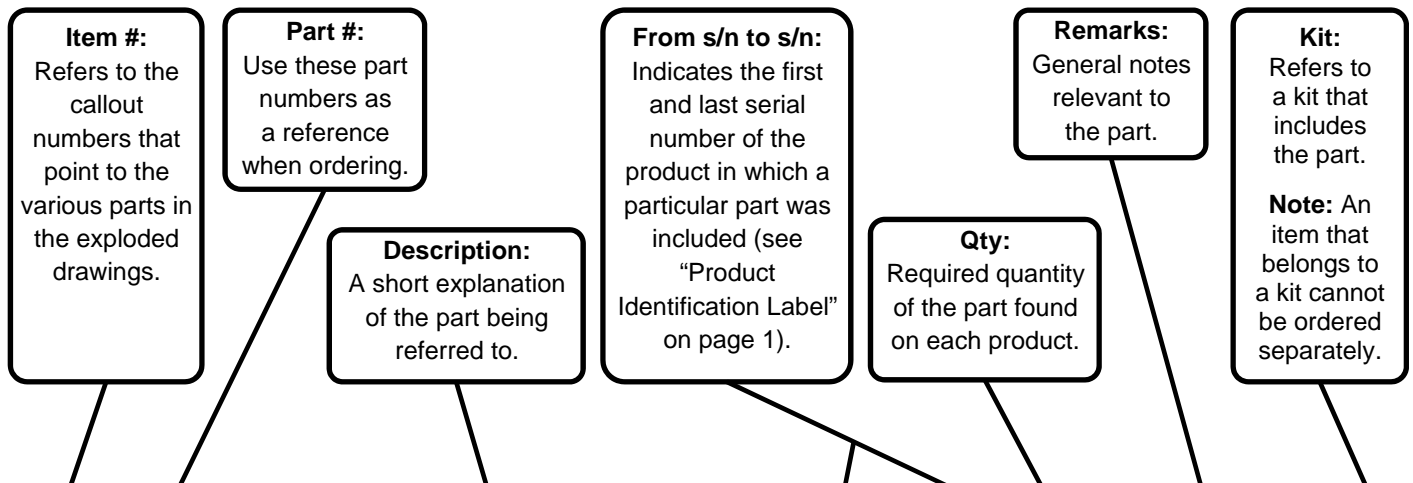 Item #:
Refers to the
callout
numbers that
point to the
various parts in
the exploded
drawings.
Part #:
Use these part
numbers as
a reference
when ordering.
Description:
A short explanation
of the part being
referred to.
From s/n to s/n:
Indicates the first
and last serial
number of the
product in which a
particular part was
included (see
“Product
Identification Label”
on page 1).
Qty:
Required quantity
of the part found
on each product.
Remarks:
General notes
relevant to
the part.
Kit:
Refers to
a kit that
includes
the part.
Note: An
item that
belongs to
a kit cannot
be ordered
separately.